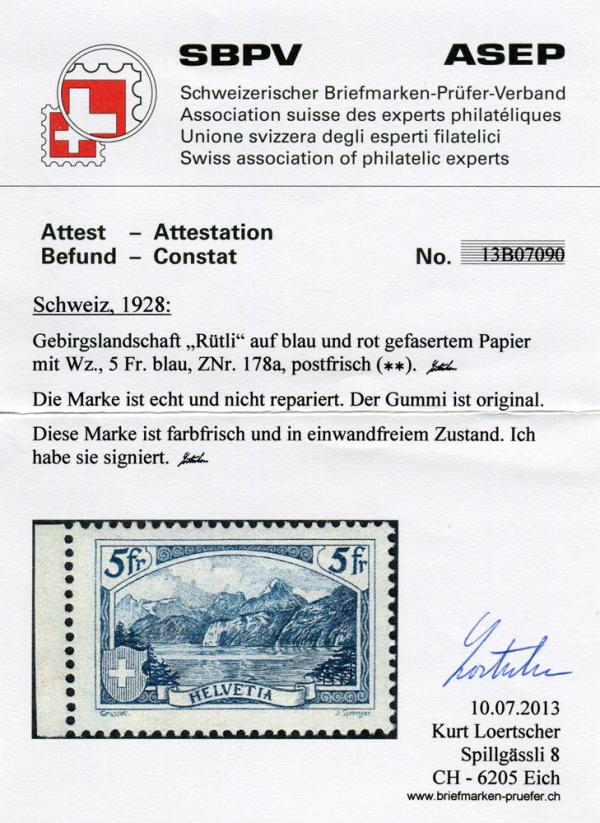 SBPV ASEP
Schweizerischer Briefmarken-Prüfer-Verband
Association suisse des experts philatéliques
Unione svizzera degli esperti filatelici
Swiss association of philatelic experts
Attest – Attestation
Befund – Constat
No. 13B07090
Schweiz, 1928:
Gebirgslandschaft „Rütli“ auf blau und rot gefasertem Papier
mit Wz., 5 Fr. blau, ZNr. 178a, postfrisch (**).
Die Marke ist echt und nicht repariert. Der Gummi ist original.
Diese Marke ist farbfrisch und in einwandfreiem Zustand. Ich
habe sie signiert.
5fr 5fr
HELVETIA
Grasset. J. Sprenger.
10.07.2013
Kurt Loertscher
Spillgässli 8
CH - 6205 Eich
www.briefmarken-pruefer.ch